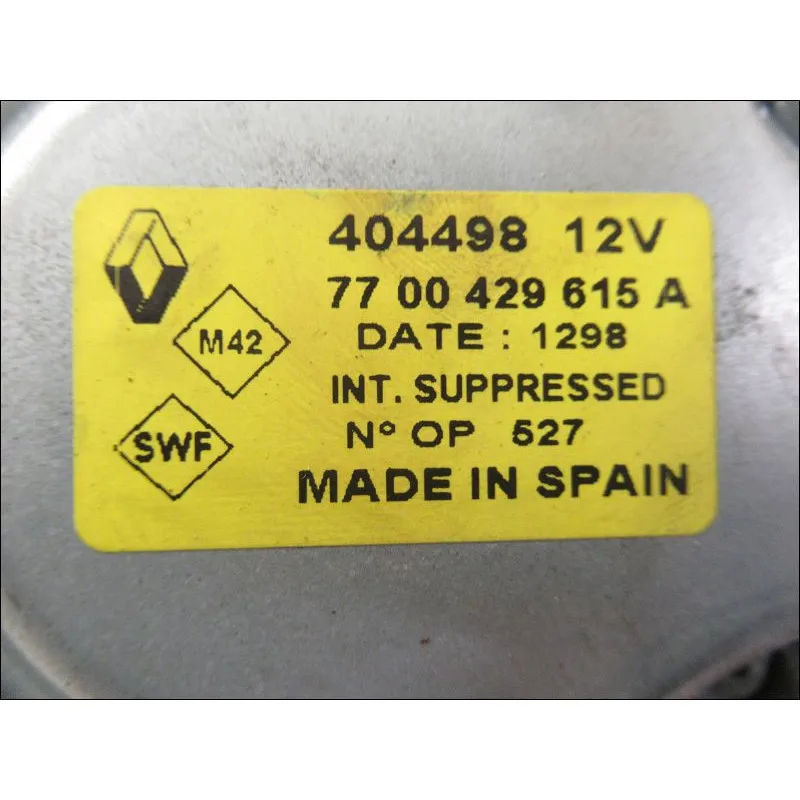 404498 12V
77 00 429 615 A
M42
DATE : 1298
INT. SUPPRESSED
SWF
N° OP 527
MADE IN SPAIN